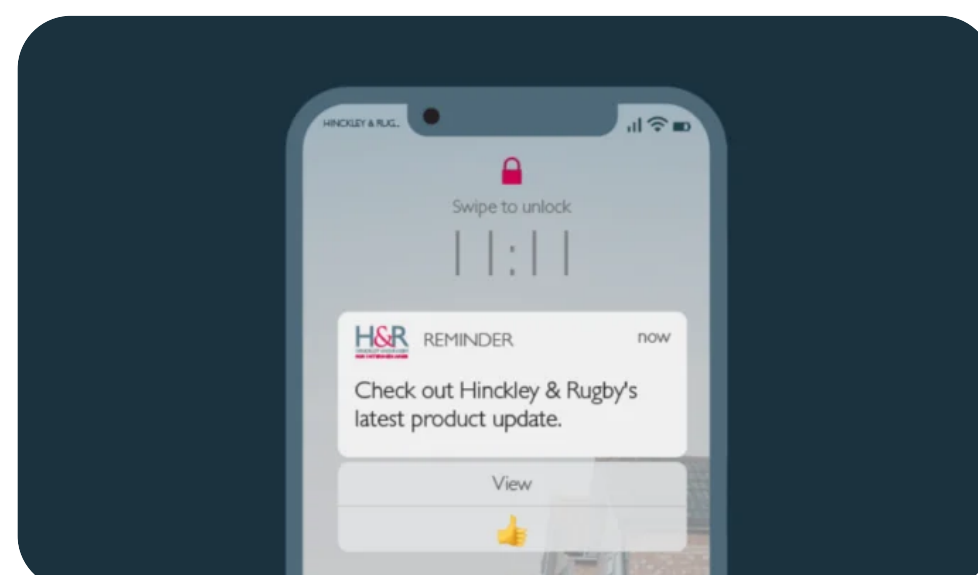 HINCKLEY & RUG..
Swipe to unlock
11:11
H&R REMINDER now
Check out Hinckley & Rugby's
latest product update.
View